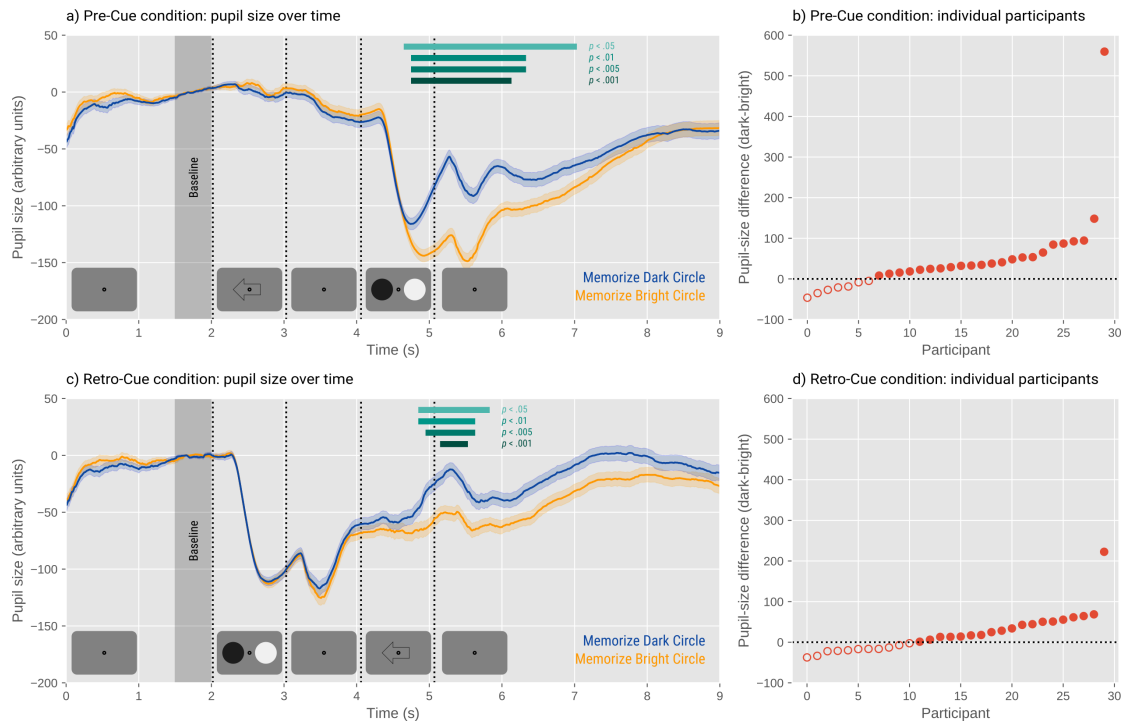 a) Pre-Cue condition: pupil size over time
50
0
−50
−100
−150
−200
Pupil size (arbitrary units)
Baseline
p < .05
p < .01
p < .005
p < .001
Memorize Dark Circle
Memorize Bright Circle
0 1 2 3 4 5 6 7 8 9
Time (s)
b) Pre-Cue condition: individual participants
600
500
400
300
200
100
0
−100
Pupil-size difference (dark-bright)
0 5 10 15 20 25 30
Participant
c) Retro-Cue condition: pupil size over time
50
0
−50
−100
−150
−200
Pupil size (arbitrary units)
Baseline
p < .05
p < .01
p < .005
p < .001
Memorize Dark Circle
Memorize Bright Circle
0 1 2 3 4 5 6 7 8 9
Time (s)
d) Retro-Cue condition: individual participants
600
500
400
300
200
100
0
−100
Pupil-size difference (dark-bright)
0 5 10 15 20 25 30
Participant